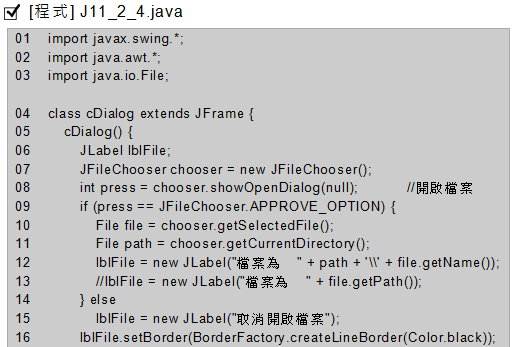 [程式] J11_2_4.java
01 import javax.swing.*;
02 import java.awt.*;
03 import java.io.File;
04 class cDialog extends JFrame {
05 cDialog() {
06 JLabel lblFile;
07 JFileChooser chooser = new JFileChooser();
08 int press = chooser.showOpenDialog(null); //開啟檔案
09 if (press == JFileChooser.APPROVE_OPTION) {
10 File file = chooser.getSelectedFile();
11 File path = chooser.getCurrentDirectory();
12 lblFile = new JLabel("檔案為 " + path + '\\' + file.getName());
13 //lblFile = new JLabel("檔案為 " + file.getPath());
14 } else
15 lblFile = new JLabel("取消開啟檔案");
16 lblFile.setBorder(BorderFactory.createLineBorder(Color.black));